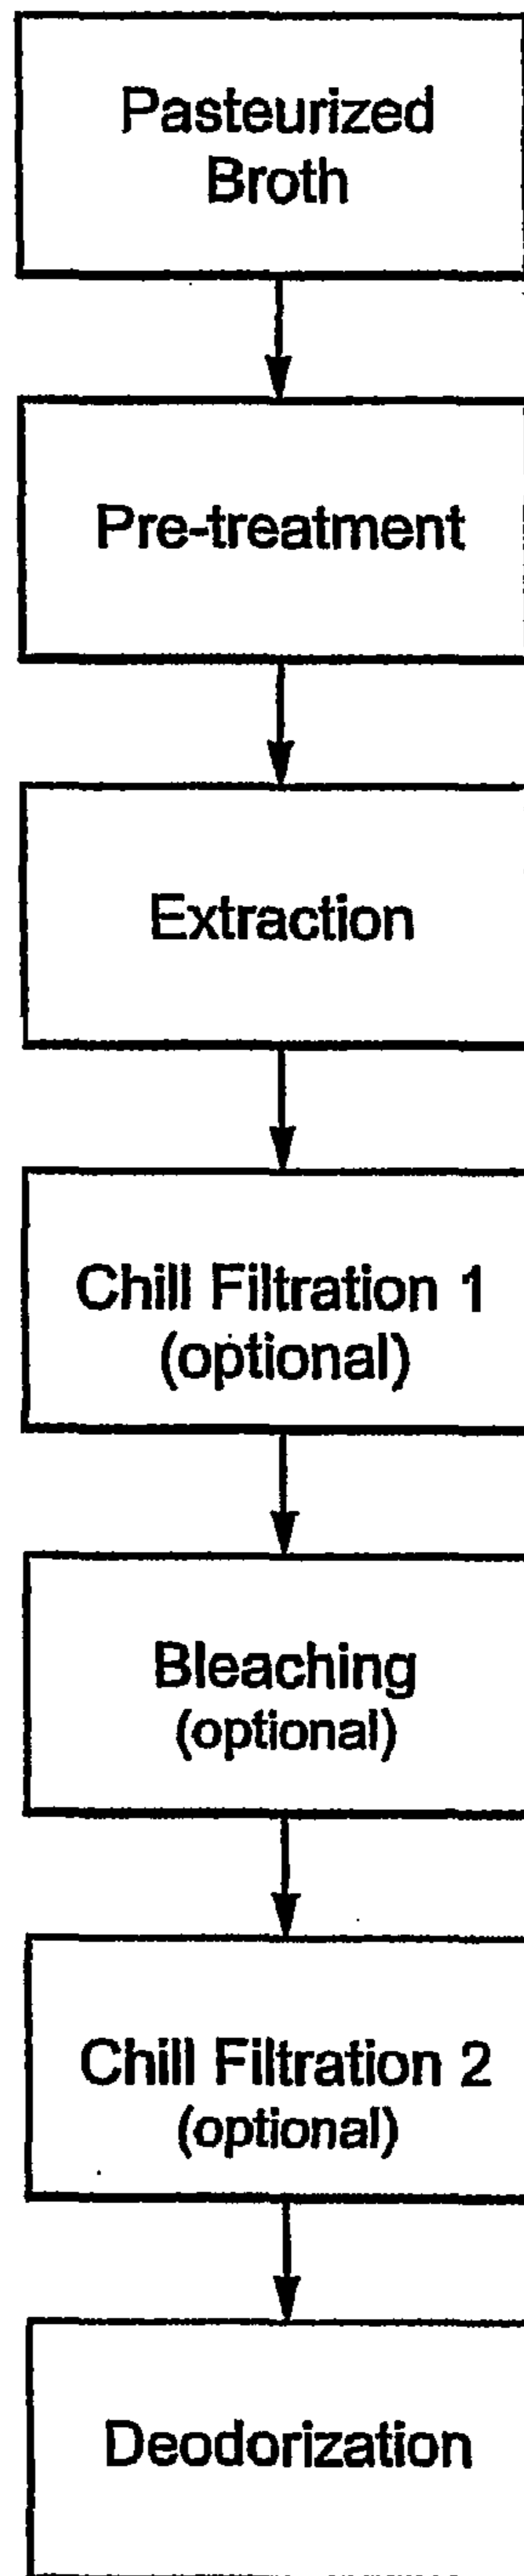 Pasteurized
Broth
Pre-treatment
Extraction
Chill Filtration 1
(optional)
Bleaching
(optional)
Chill Filtration 2
(optional)
Deodorization